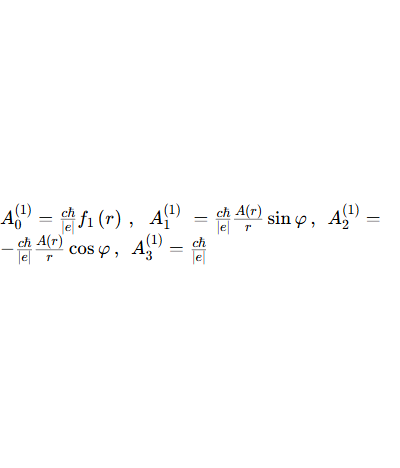 $A_0^{(1)} = \frac{c\hbar}{|e|} f_1(r)\ ,\ \ A_1^{(1)}\ = \frac{c\hbar}{|e|} \frac{A(r)}{r} \sin\varphi\,,\ \ A_2^{(1)} =$
$-\frac{c\hbar}{|e|} \frac{A(r)}{r} \cos\varphi\,,\ \ A_3^{(1)} = \frac{c\hbar}{|e|}$